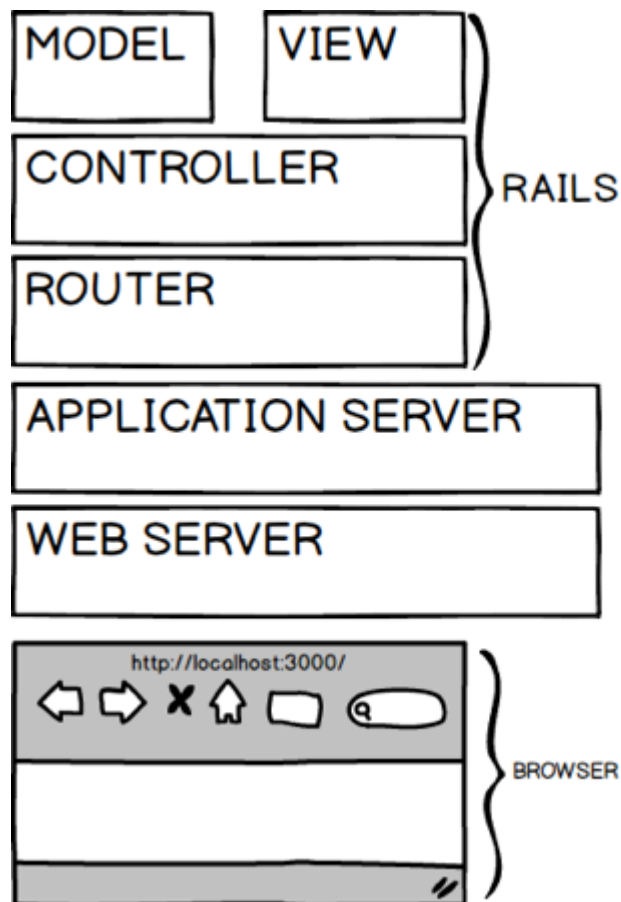 MODEL
VIEW
CONTROLLER
RAILS
ROUTER
APPLICATION SERVER
WEB SERVER
http://localhost:3000/
BROWSER